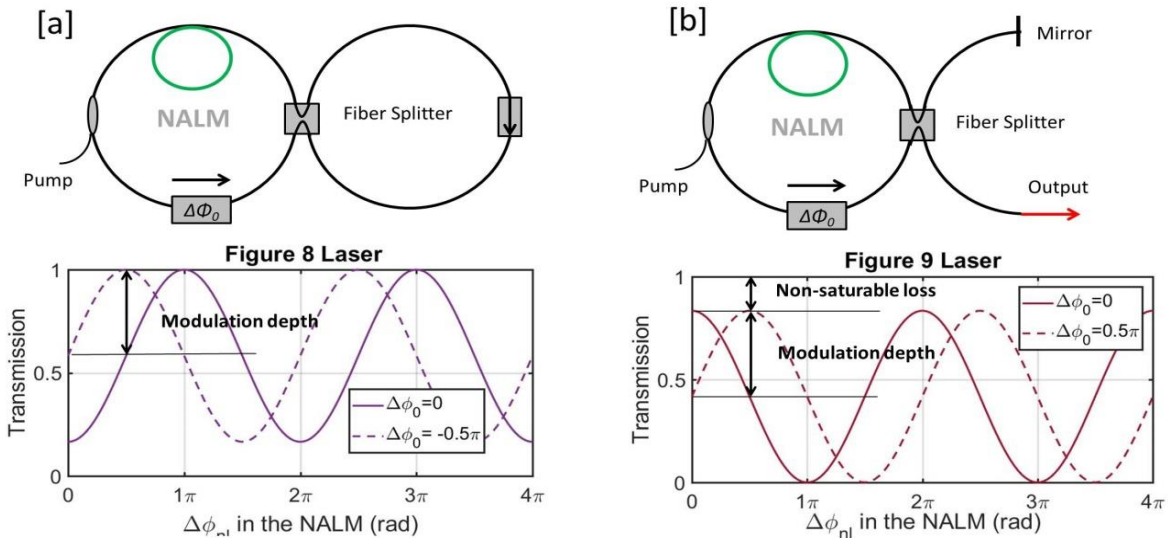 [a]
NALM
Fiber Splitter
Pump
ΔΦ₀
Figure 8 Laser
1
Modulation depth
0.5
Transmission
Δϕ₀=0
Δϕ₀= -0.5π
0
0 1π 2π 3π 4π
Δϕₙₗ in the NALM (rad)
[b]
Mirror
NALM
Fiber Splitter
Pump
Output
ΔΦ₀
Figure 9 Laser
1
Non-saturable loss
Δϕ₀=0
Δϕ₀=0.5π
Modulation depth
0.5
Transmission
0
0 1π 2π 3π 4π
Δϕₙₗ in the NALM (rad)